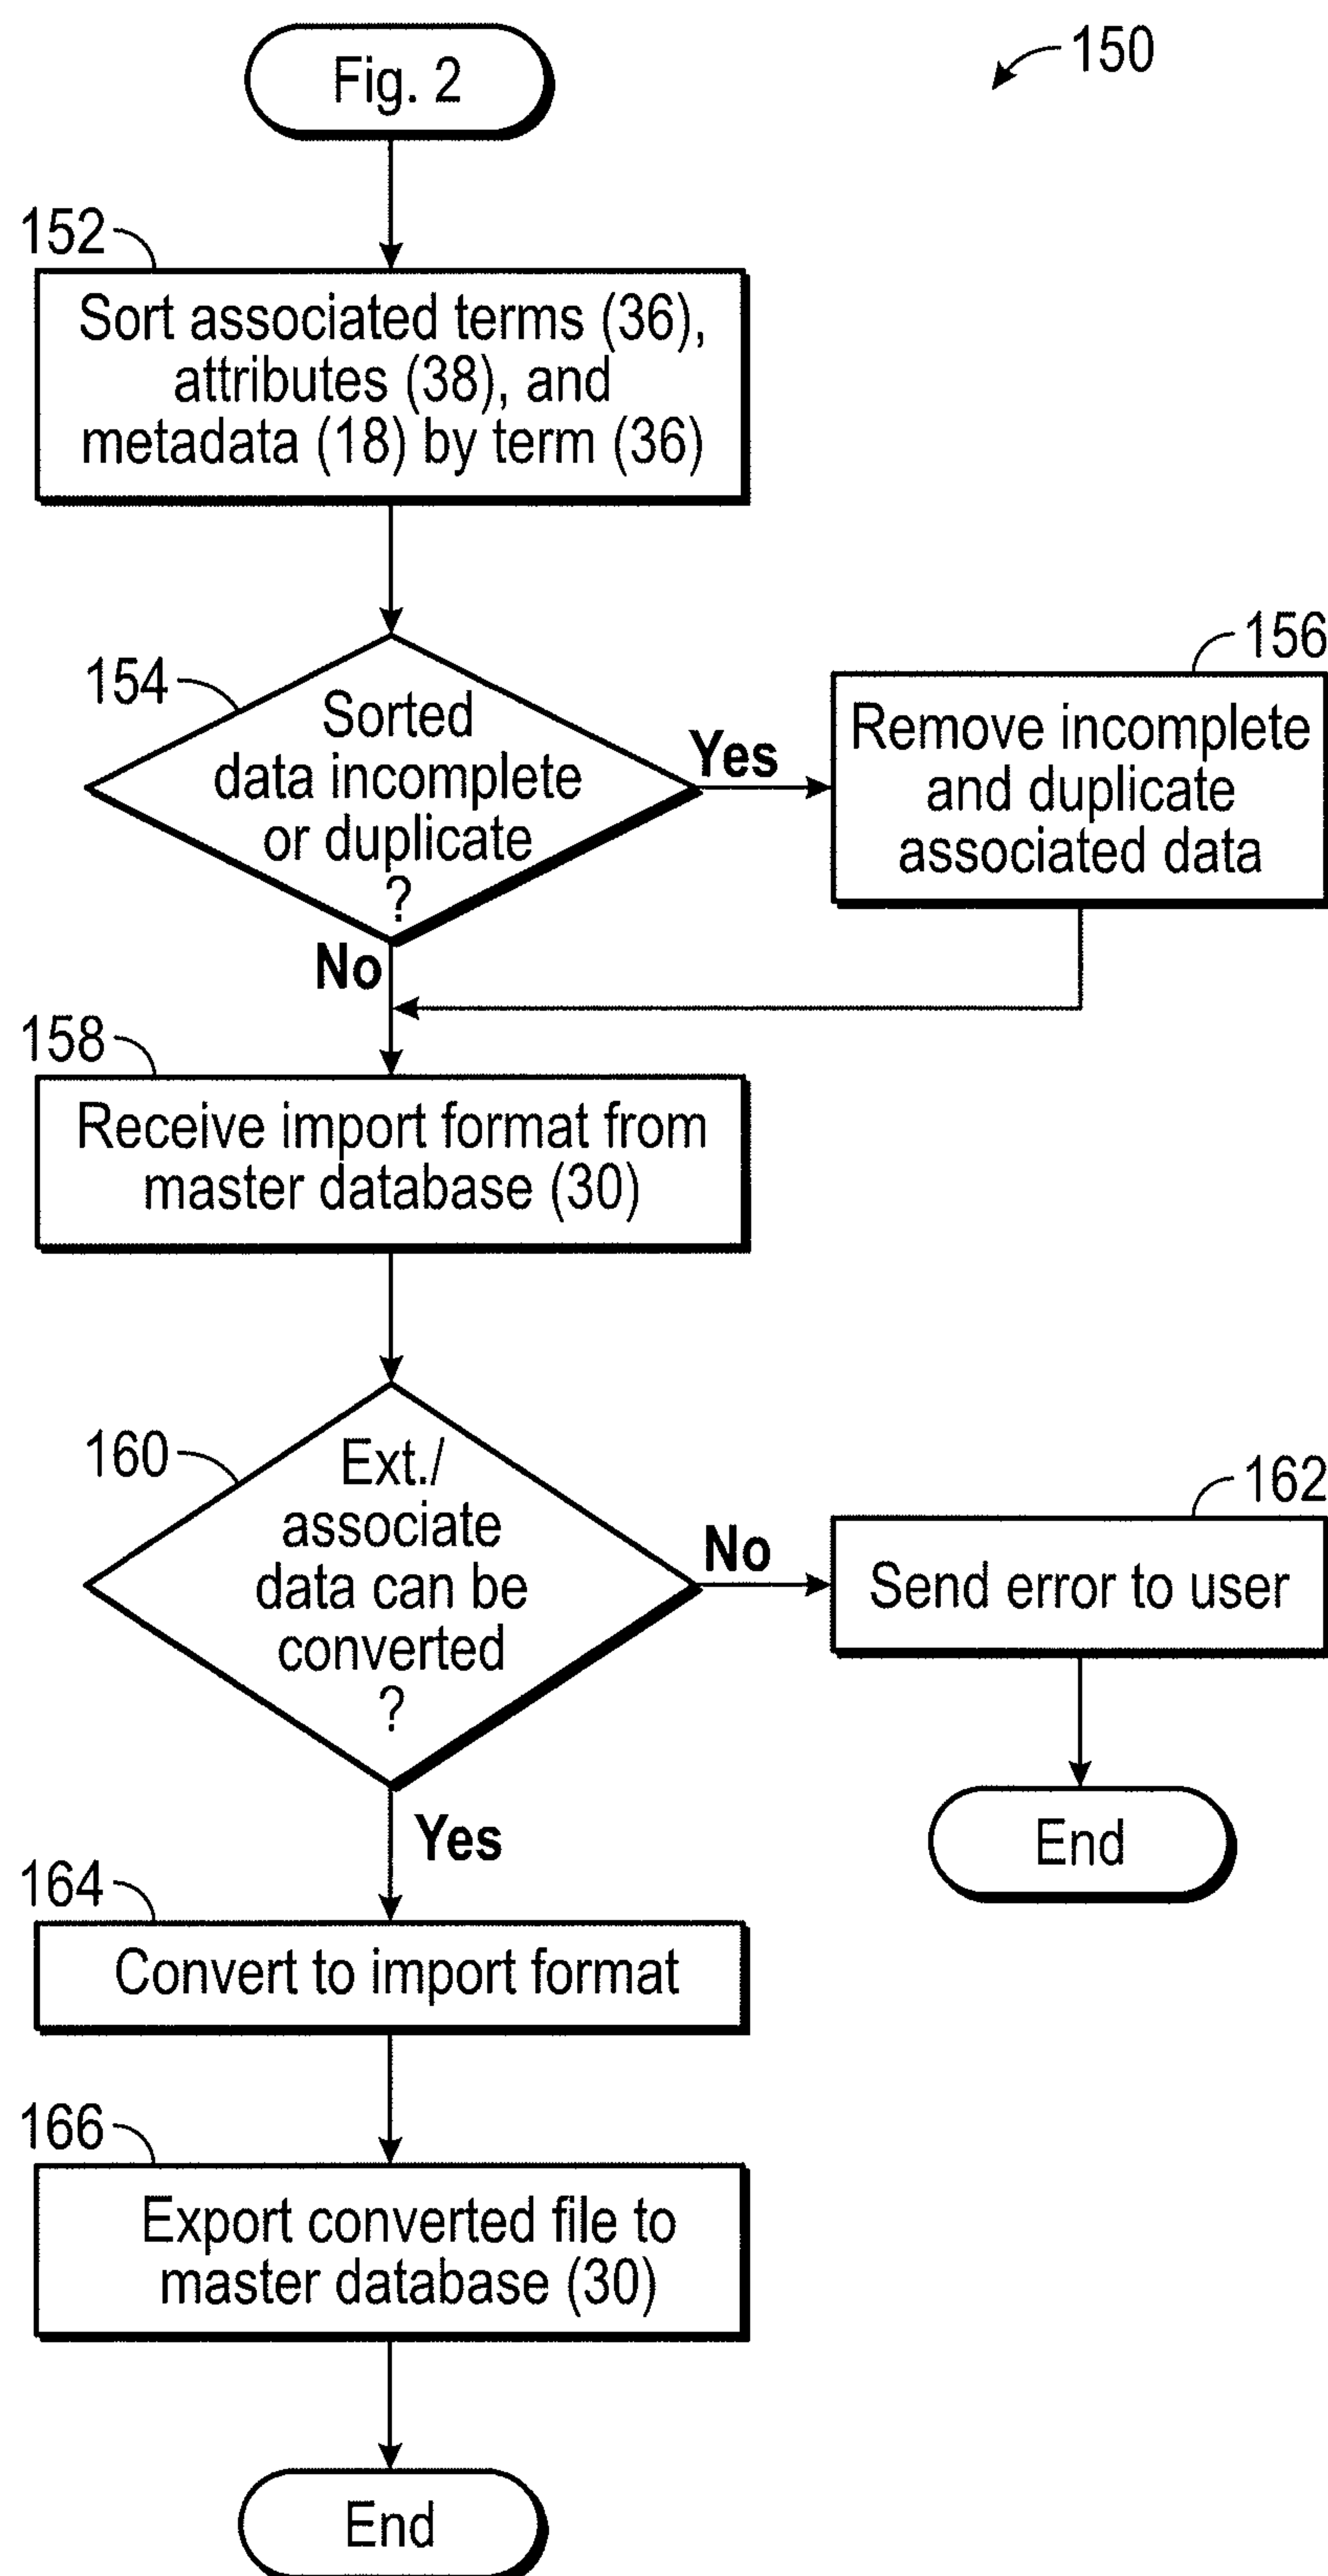 Fig. 2
150
152
Sort associated terms (36),
attributes (38), and
metadata (18) by term (36)
154
Sorted
data incomplete
or duplicate
?
Yes
156
Remove incomplete
and duplicate
associated data
No
158
Receive import format from
master database (30)
160
Ext./
associate
data can be
converted
?
No
162
Send error to user
End
Yes
164
Convert to import format
166
Export converted file to
master database (30)
End